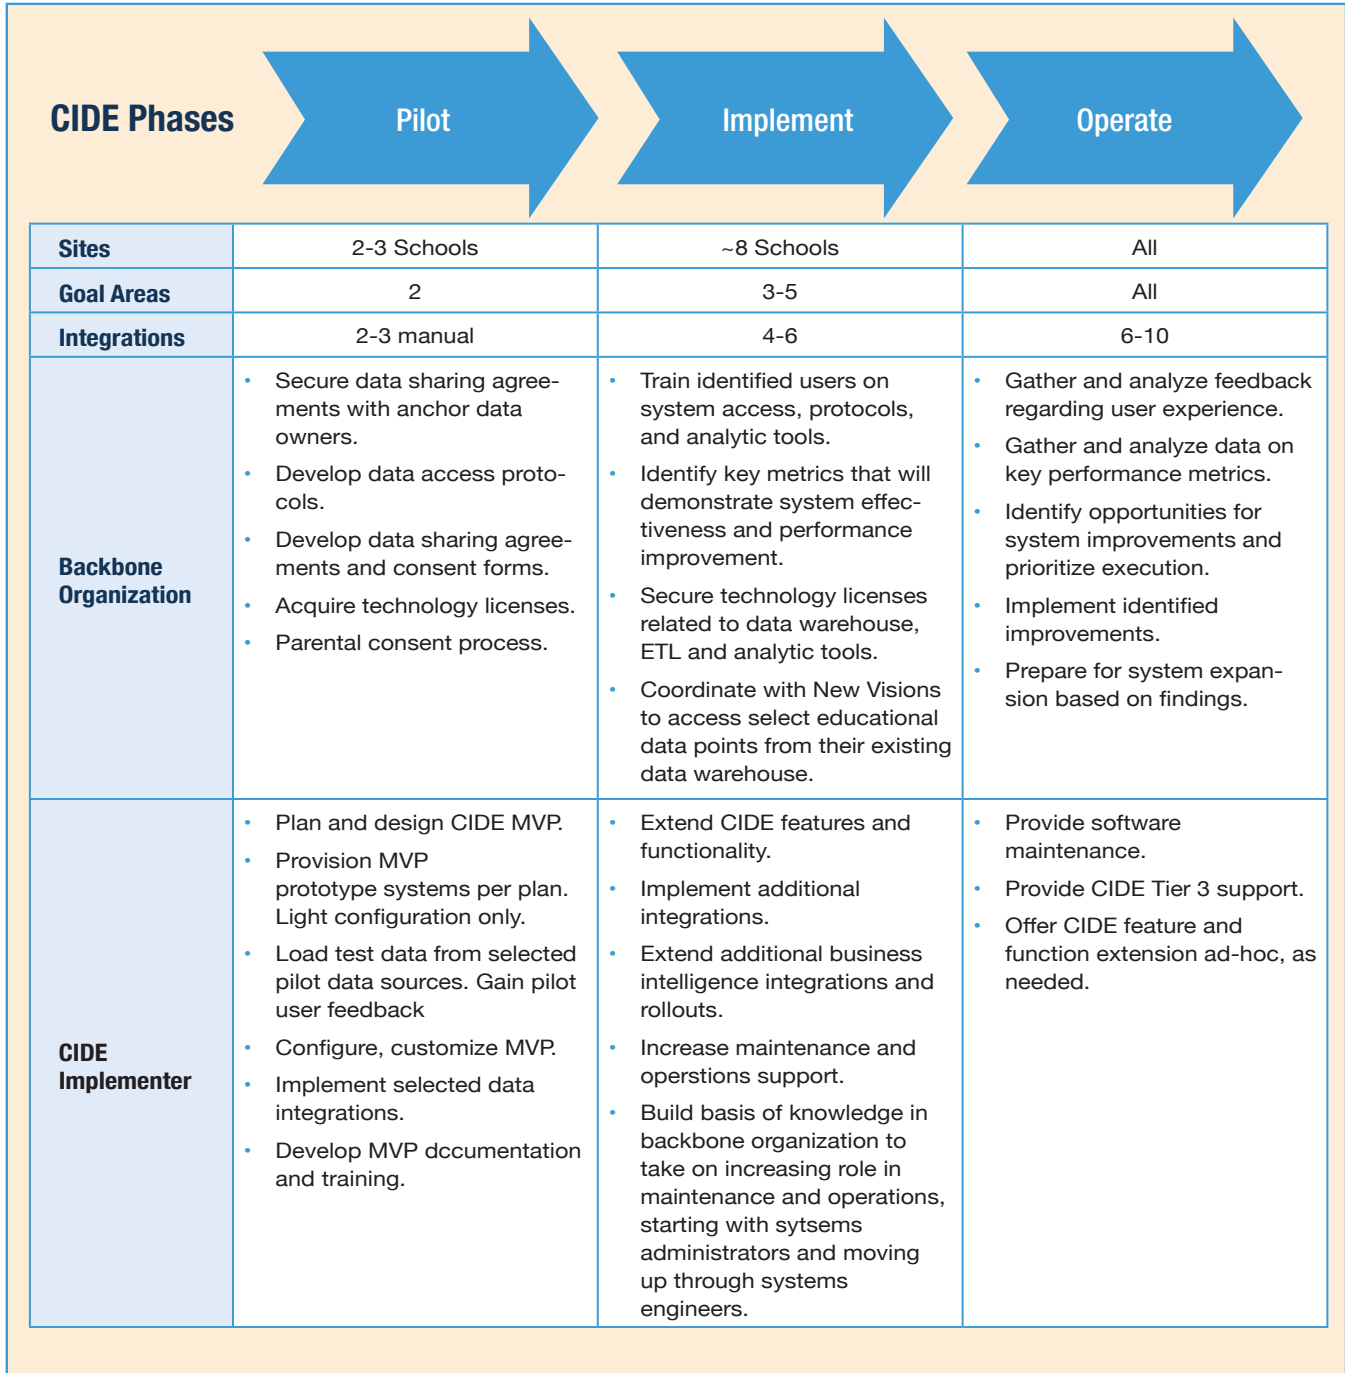 CIDE Phases
Pilot
Implement
Operate
Sites
2-3 Schools
~8 Schools
All
Goal Areas
2
3-5
All
Integrations
2-3 manual
4-6
6-10
Backbone
Organization
• Secure data sharing agree-
ments with anchor data
owners.
• Develop data access proto-
cols.
• Develop data sharing agree-
ments and consent forms.
• Acquire technology licenses.
• Parental consent process.
• Train identified users on
system access, protocols,
and analytic tools.
• Identify key metrics that will
demonstrate system effec-
tiveness and performance
improvement.
• Secure technology licenses
related to data warehouse,
ETL and analytic tools.
• Coordinate with New Visions
to access select educational
data points from their existing
data warehouse.
• Gather and analyze feedback
regarding user experience.
• Gather and analyze data on
key performance metrics.
• Identify opportunities for
system improvements and
prioritize execution.
• Implement identified
improvements.
• Prepare for system expan-
sion based on findings.
CIDE
Implementer
• Plan and design CIDE MVP.
• Provision MVP
prototype systems per plan.
Light configuration only.
• Load test data from selected
pilot data sources. Gain pilot
user feedback
• Configure, customize MVP.
• Implement selected data
integrations.
• Develop MVP dccumentation
and training.
• Extend CIDE features and
functionality.
• Implement additional
integrations.
• Extend additional business
intelligence integrations and
rollouts.
• Increase maintenance and
operstions support.
• Build basis of knowledge in
backbone organization to
take on increasing role in
maintenance and operations,
starting with sytsems
administrators and moving
up through systems
engineers.
• Provide software
maintenance.
• Provide CIDE Tier 3 support.
• Offer CIDE feature and
function extension ad-hoc, as
needed.